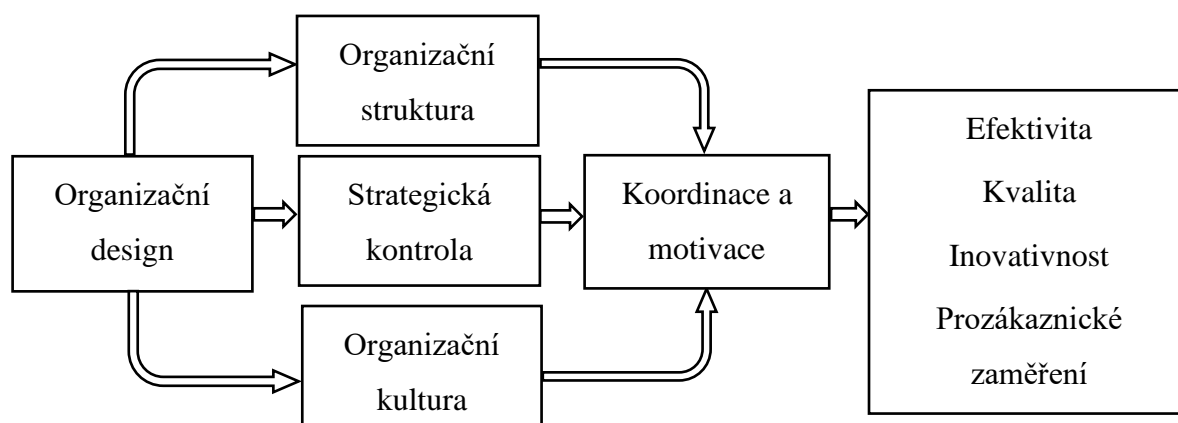 Organizační
design
Organizační
struktura
Strategická
kontrola
Organizační
kultura
Koordinace a
motivace
Efektivita
Kvalita
Inovativnost
Prozákaznické
zaměření